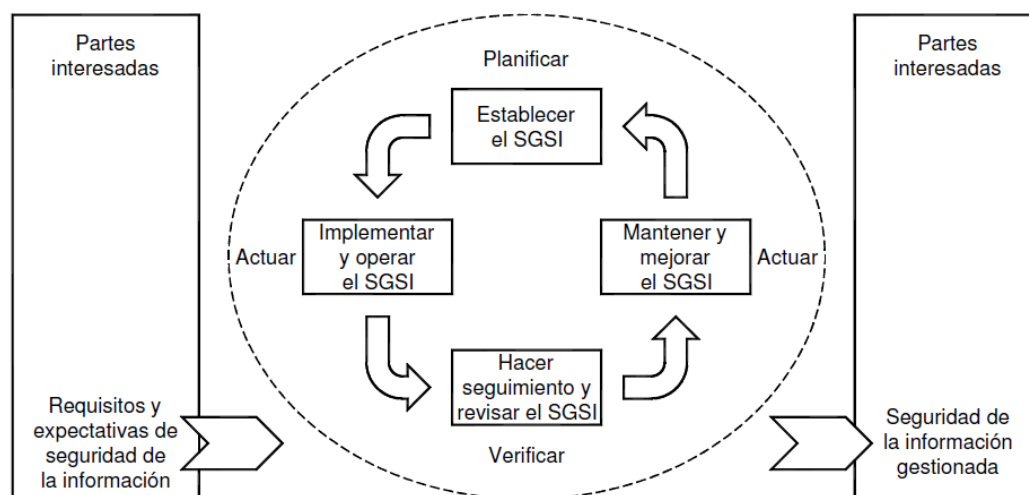 Partes
interesadas
Requisitos y
expectativas de
seguridad de
la información
Planificar
Establecer
el SGSI
Actuar
Implementar
y operar
el SGSI
Mantener y
mejorar
el SGSI
Actuar
Hacer
seguimiento y
revisar el SGSI
Verificar
Partes
interesadas
Seguridad de
la información
gestionada